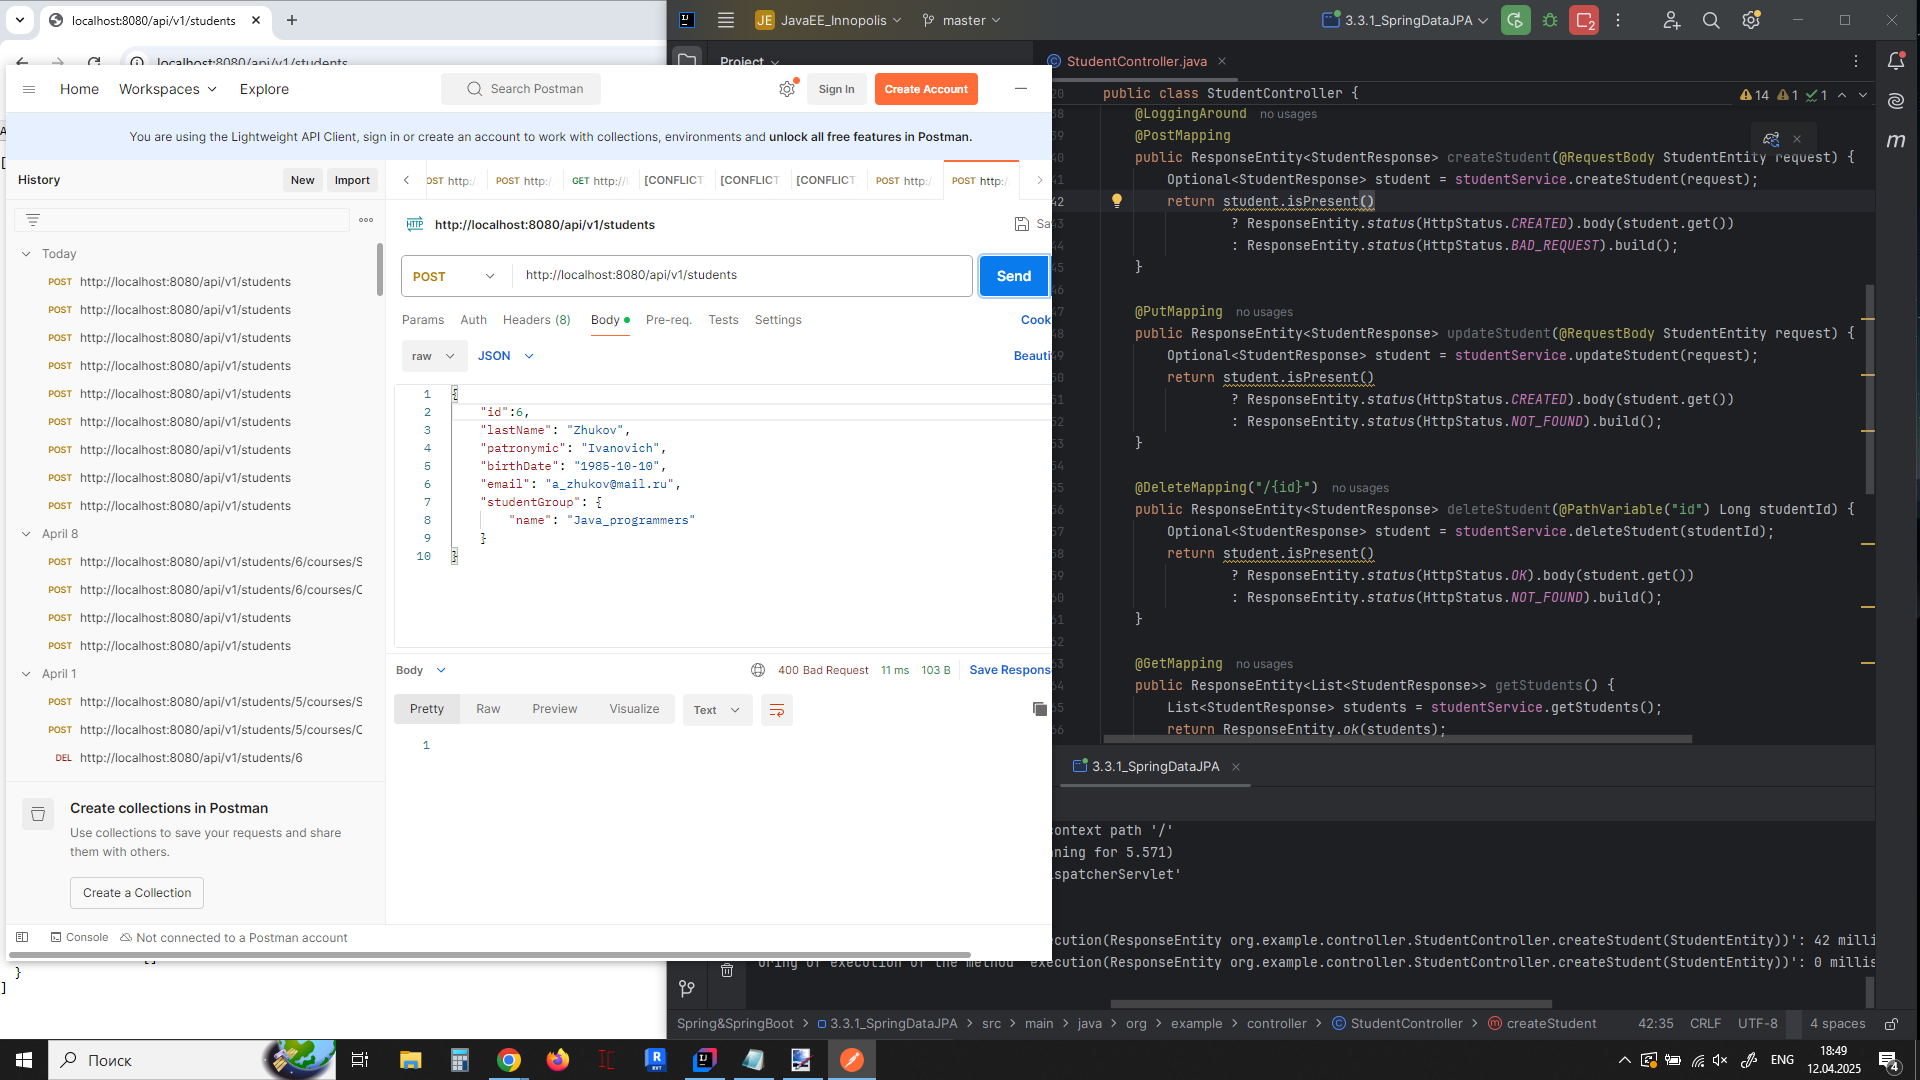 localhost:8080/api/v1/students
localhost:8080/api/v1/students
Home
Workspaces
Explore
Search Postman
Sign In
Create Account
You are using the Lightweight API Client, sign in or create an account to work with collections, environments and unlock all free features in Postman.
History
New
Import
OST http:/
POST http:/
GET http://
[CONFLICT
[CONFLICT
[CONFLICT
POST http:/
POST http:/
HTTP
http://localhost:8080/api/v1/students
Sa
Today
POST http://localhost:8080/api/v1/students
POST http://localhost:8080/api/v1/students
POST http://localhost:8080/api/v1/students
POST http://localhost:8080/api/v1/students
POST http://localhost:8080/api/v1/students
POST http://localhost:8080/api/v1/students
POST http://localhost:8080/api/v1/students
POST http://localhost:8080/api/v1/students
POST http://localhost:8080/api/v1/students
April 8
POST http://localhost:8080/api/v1/students/6/courses/S
POST http://localhost:8080/api/v1/students/6/courses/C
POST http://localhost:8080/api/v1/students
POST http://localhost:8080/api/v1/students
April 1
POST http://localhost:8080/api/v1/students/5/courses/S
POST http://localhost:8080/api/v1/students/5/courses/C
DEL http://localhost:8080/api/v1/students/6
Create collections in Postman
Use collections to save your requests and share
them with others.
Create a Collection
POST
http://localhost:8080/api/v1/students
Send
Params
Auth
Headers (8)
Body
Pre-req.
Tests
Settings
Cook
raw
JSON
Beauti
1 {
2 "id":6,
3 "lastName": "Zhukov",
4 "patronymic": "Ivanovich",
5 "birthDate": "1985-10-10",
6 "email": "a_zhukov@mail.ru",
7 "studentGroup": {
8 "name": "Java_programmers"
9 }
10 }
Body
400 Bad Request
11 ms
103 B
Save Respons
Pretty
Raw
Preview
Visualize
Text
1
Console
Not connected to a Postman account
[]
}
]
JE
JavaEE_Innopolis
master
3.3.1_SpringDataJPA
2
Project
StudentController.java
public class StudentController {
14
1
1
@LoggingAround no usages
@PostMapping
public ResponseEntity<StudentResponse> createStudent(@RequestBody StudentEntity request) {
Optional<StudentResponse> student = studentService.createStudent(request);
return student.isPresent()
? ResponseEntity.status(HttpStatus.CREATED).body(student.get())
: ResponseEntity.status(HttpStatus.BAD_REQUEST).build();
}
@PutMapping no usages
public ResponseEntity<StudentResponse> updateStudent(@RequestBody StudentEntity request) {
Optional<StudentResponse> student = studentService.updateStudent(request);
return student.isPresent()
? ResponseEntity.status(HttpStatus.CREATED).body(student.get())
: ResponseEntity.status(HttpStatus.NOT_FOUND).build();
}
@DeleteMapping("/{id}") no usages
public ResponseEntity<StudentResponse> deleteStudent(@PathVariable("id") Long studentId) {
Optional<StudentResponse> student = studentService.deleteStudent(studentId);
return student.isPresent()
? ResponseEntity.status(HttpStatus.OK).body(student.get())
: ResponseEntity.status(HttpStatus.NOT_FOUND).build();
}
@GetMapping no usages
public ResponseEntity<List<StudentResponse>> getStudents() {
List<StudentResponse> students = studentService.getStudents();
return ResponseEntity.ok(students);
3.3.1_SpringDataJPA
context path '/'
ning for 5.571)
spatcherServlet'
cution(ResponseEntity org.example.controller.StudentController.createStudent(StudentEntity))': 42 milli
oring of execution of the method 'execution(ResponseEntity org.example.controller.StudentController.createStudent(StudentEntity))': 0 millis
Spring&SpringBoot > 3.3.1_SpringDataJPA > src > main > java > org > example > controller > StudentController > createStudent
42:35
CRLF
UTF-8
4 spaces
Поиск
ENG
18:49
12.04.2025
4